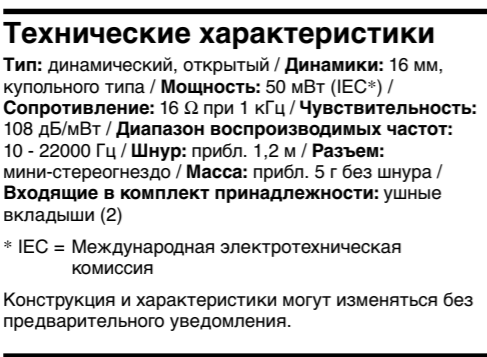 Технические характеристики
Тип: динамический, открытый / Динамики: 16 мм,
купольного типа / Мощность: 50 мВт (IEC*) /
Сопротивление: 16 Ω при 1 кГц / Чувствительность:
108 дБ/мВт / Диапазон воспроизводимых частот:
10 - 22000 Гц / Шнур: прибл. 1,2 м / Разъем:
мини-стереогнездо / Масса: прибл. 5 г без шнура /
Входящие в комплект принадлежности: ушные
вкладыши (2)
* IEC = Международная электротехническая
комиссия
Конструкция и характеристики могут изменяться без
предварительного уведомления.